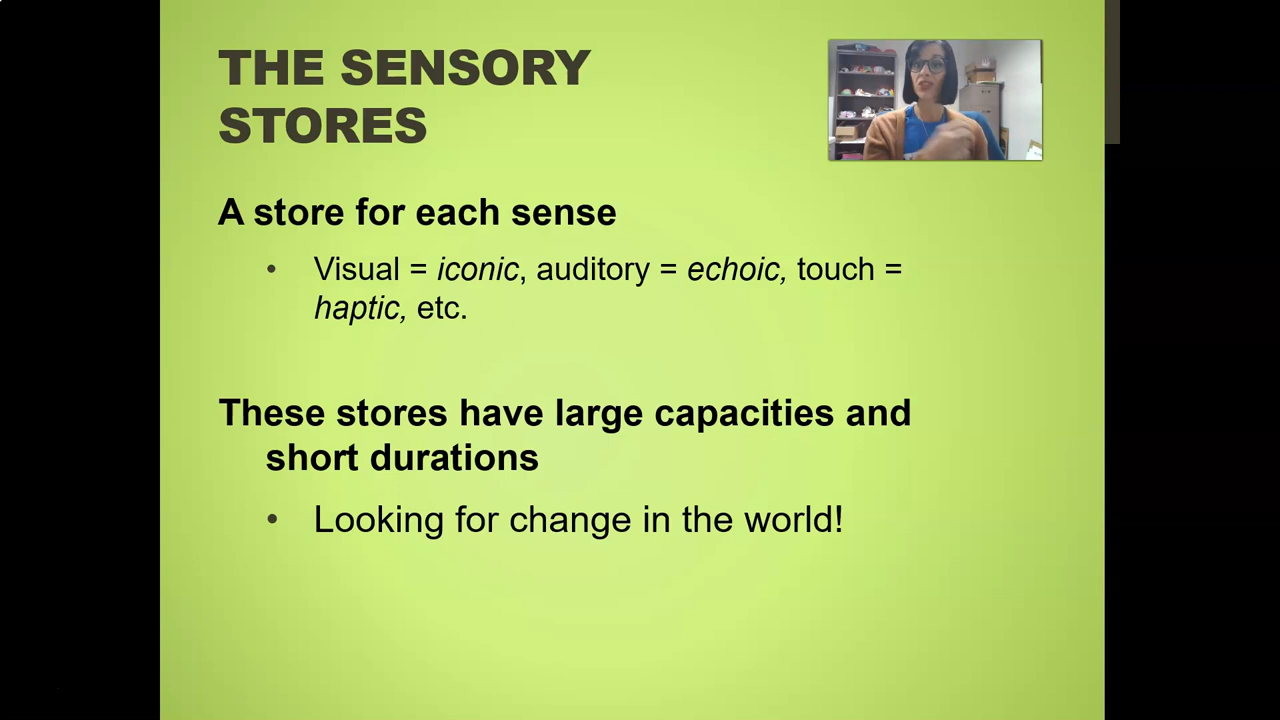 THE SENSORY
STORES
A store for each sense
• Visual = iconic, auditory = echoic, touch =
haptic, etc.
These stores have large capacities and
short durations
• Looking for change in the world!